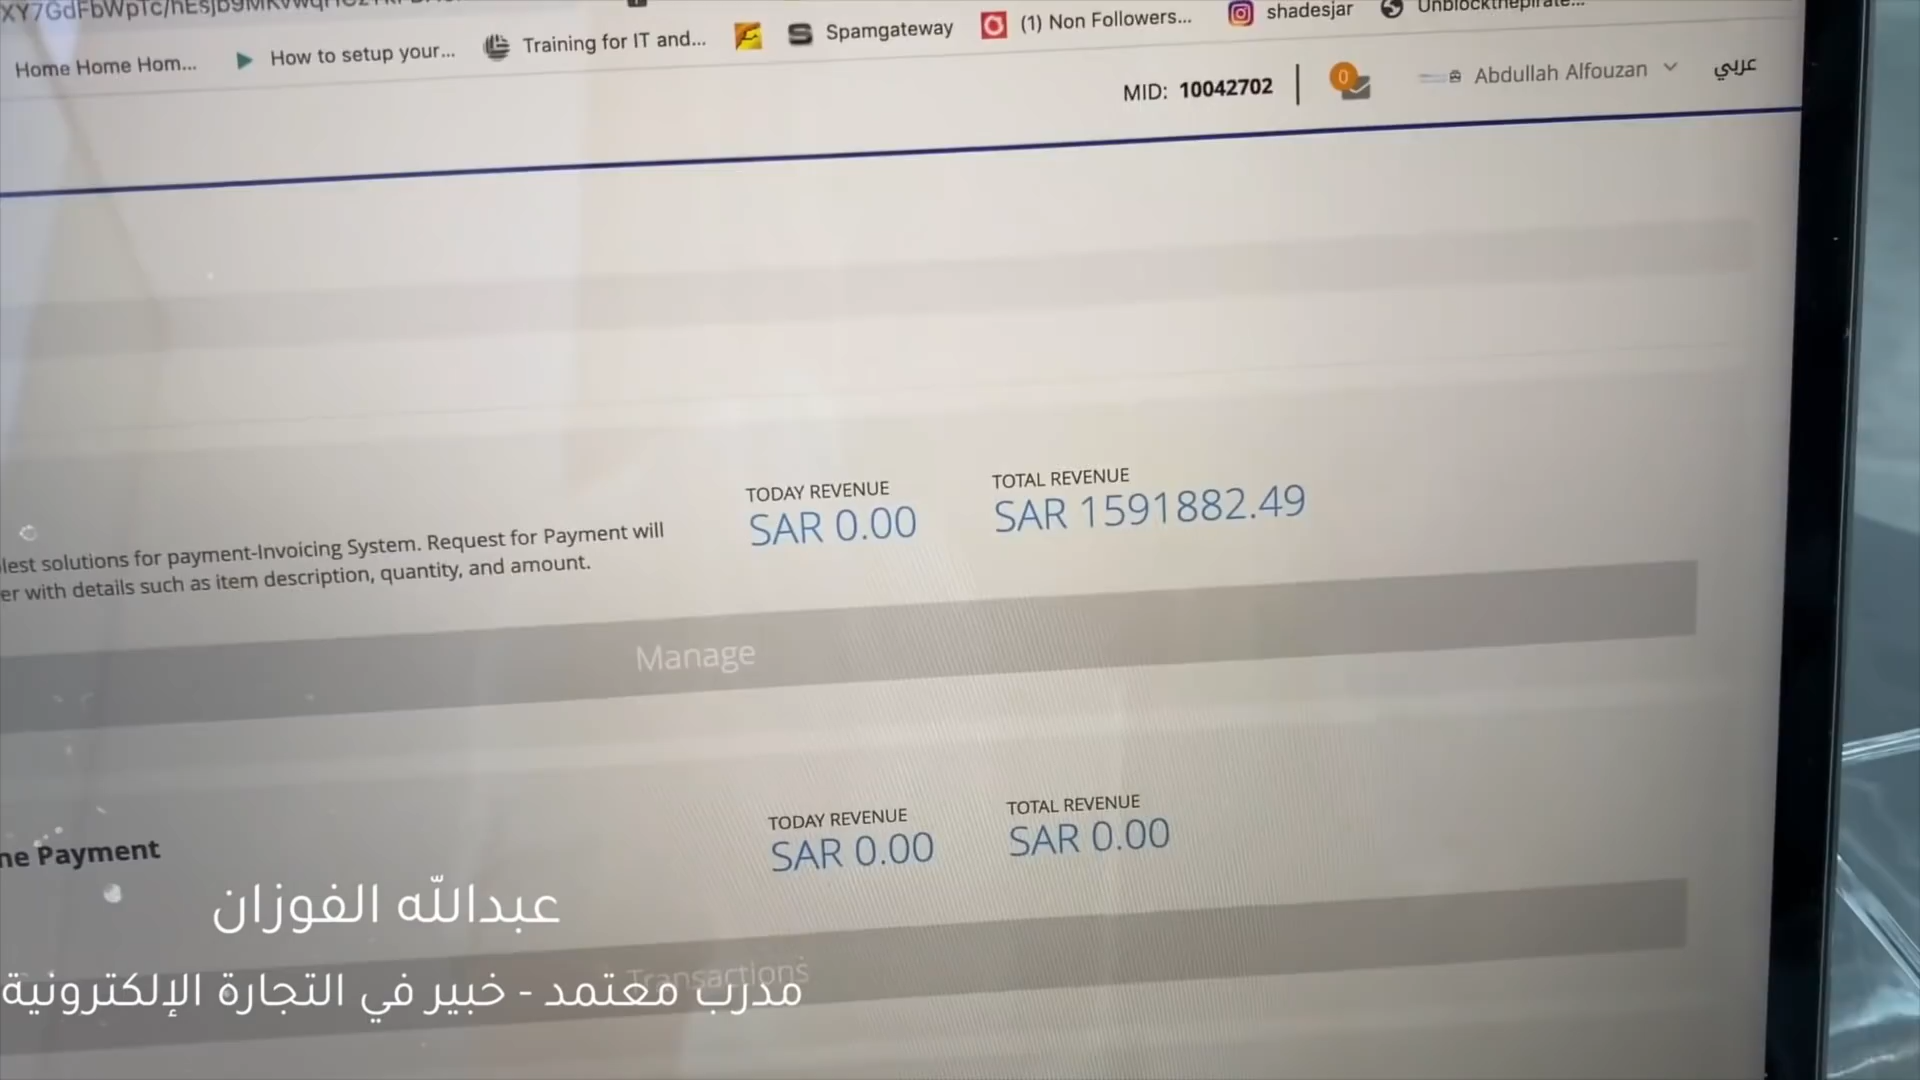 Home Home Hom...
How to setup your...
Training for IT and...
Spamgateway
(1) Non Followers...
shadesjar
MID: 10042702
0
Abdullah Alfouzan
عربي
TODAY REVENUE
SAR 0.00
TOTAL REVENUE
SAR 1591882.49
solutions for payment-Invoicing System. Request for Payment will
with details such as item description, quantity, and amount.
Manage
Payment
TODAY REVENUE
SAR 0.00
TOTAL REVENUE
SAR 0.00
Transactions
عبدالله الفوزان
مدرب معتمد - خبير في التجارة الإلكترونية